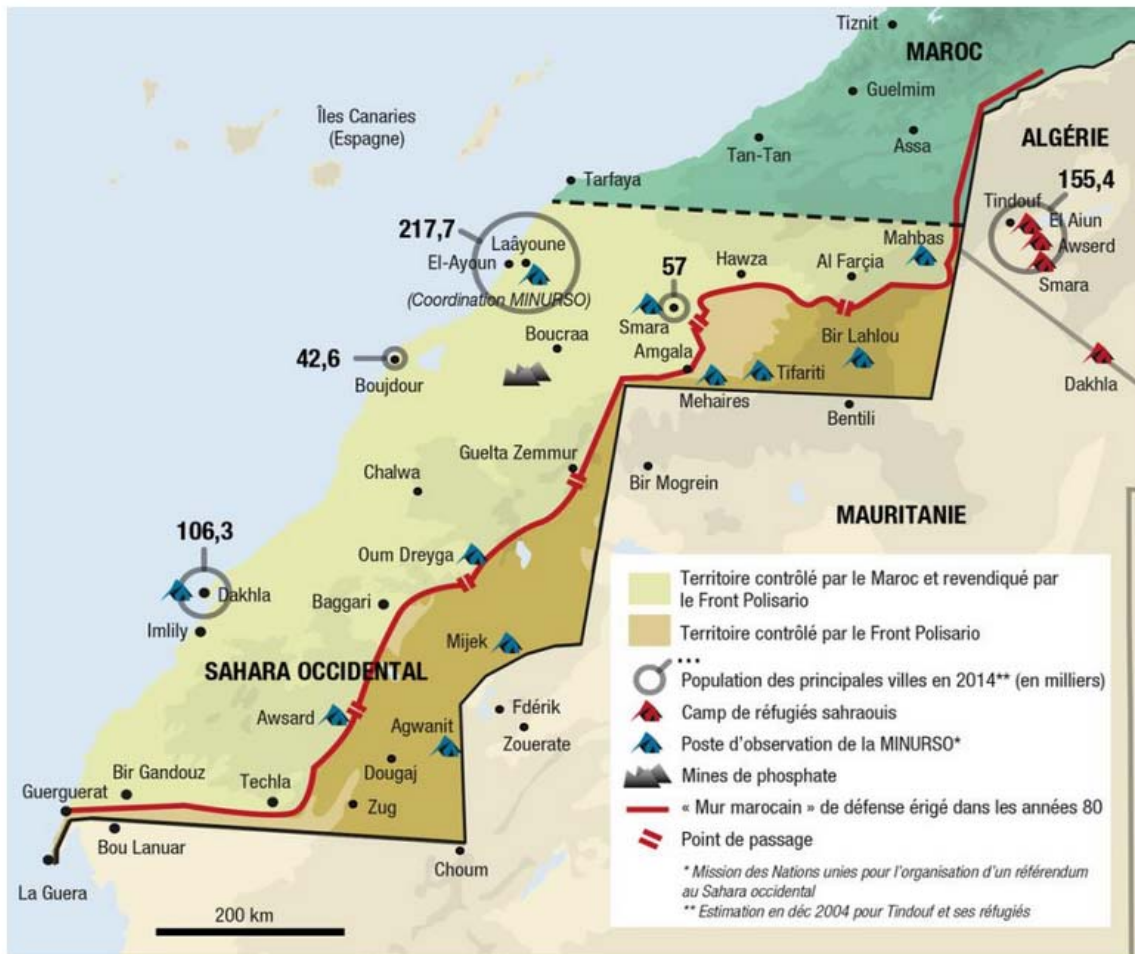 Tiznit
MAROC
Guelmim
Îles Canaries
(Espagne)
Assa
Tan-Tan
ALGÉRIE
Tarfaya
155,4
Tindouf
El Aiun
Awserd
Smara
217,7
Laâyoune
El-Ayoun
(Coordination MINURSO)
Mahbas
Hawza
Al Farçia
57
Smara
Boucraa
Amgala
Bir Lahlou
42,6
Boujdour
Tifariti
Mehaires
Dakhla
Bentili
Guelta Zemmur
Bir Mogrein
Chalwa
MAURITANIE
106,3
Oum Dreyga
Dakhla
Baggari
Imlily
Mijek
SAHARA OCCIDENTAL
Awsard
Agwanit
Fdérik
Zouerate
Bir Gandouz
Techla
Dougaj
Guerguerat
Zug
Bou Lanuar
Choum
La Guera
200 km
Territoire contrôlé par le Maroc et revendiqué par
le Front Polisario
Territoire contrôlé par le Front Polisario
...
Population des principales villes en 2014** (en milliers)
Camp de réfugiés sahraouis
Poste d'observation de la MINURSO*
Mines de phosphate
« Mur marocain » de défense érigé dans les années 80
Point de passage
* Mission des Nations unies pour l'organisation d'un référendum
au Sahara occidental
** Estimation en déc 2004 pour Tindouf et ses réfugiés